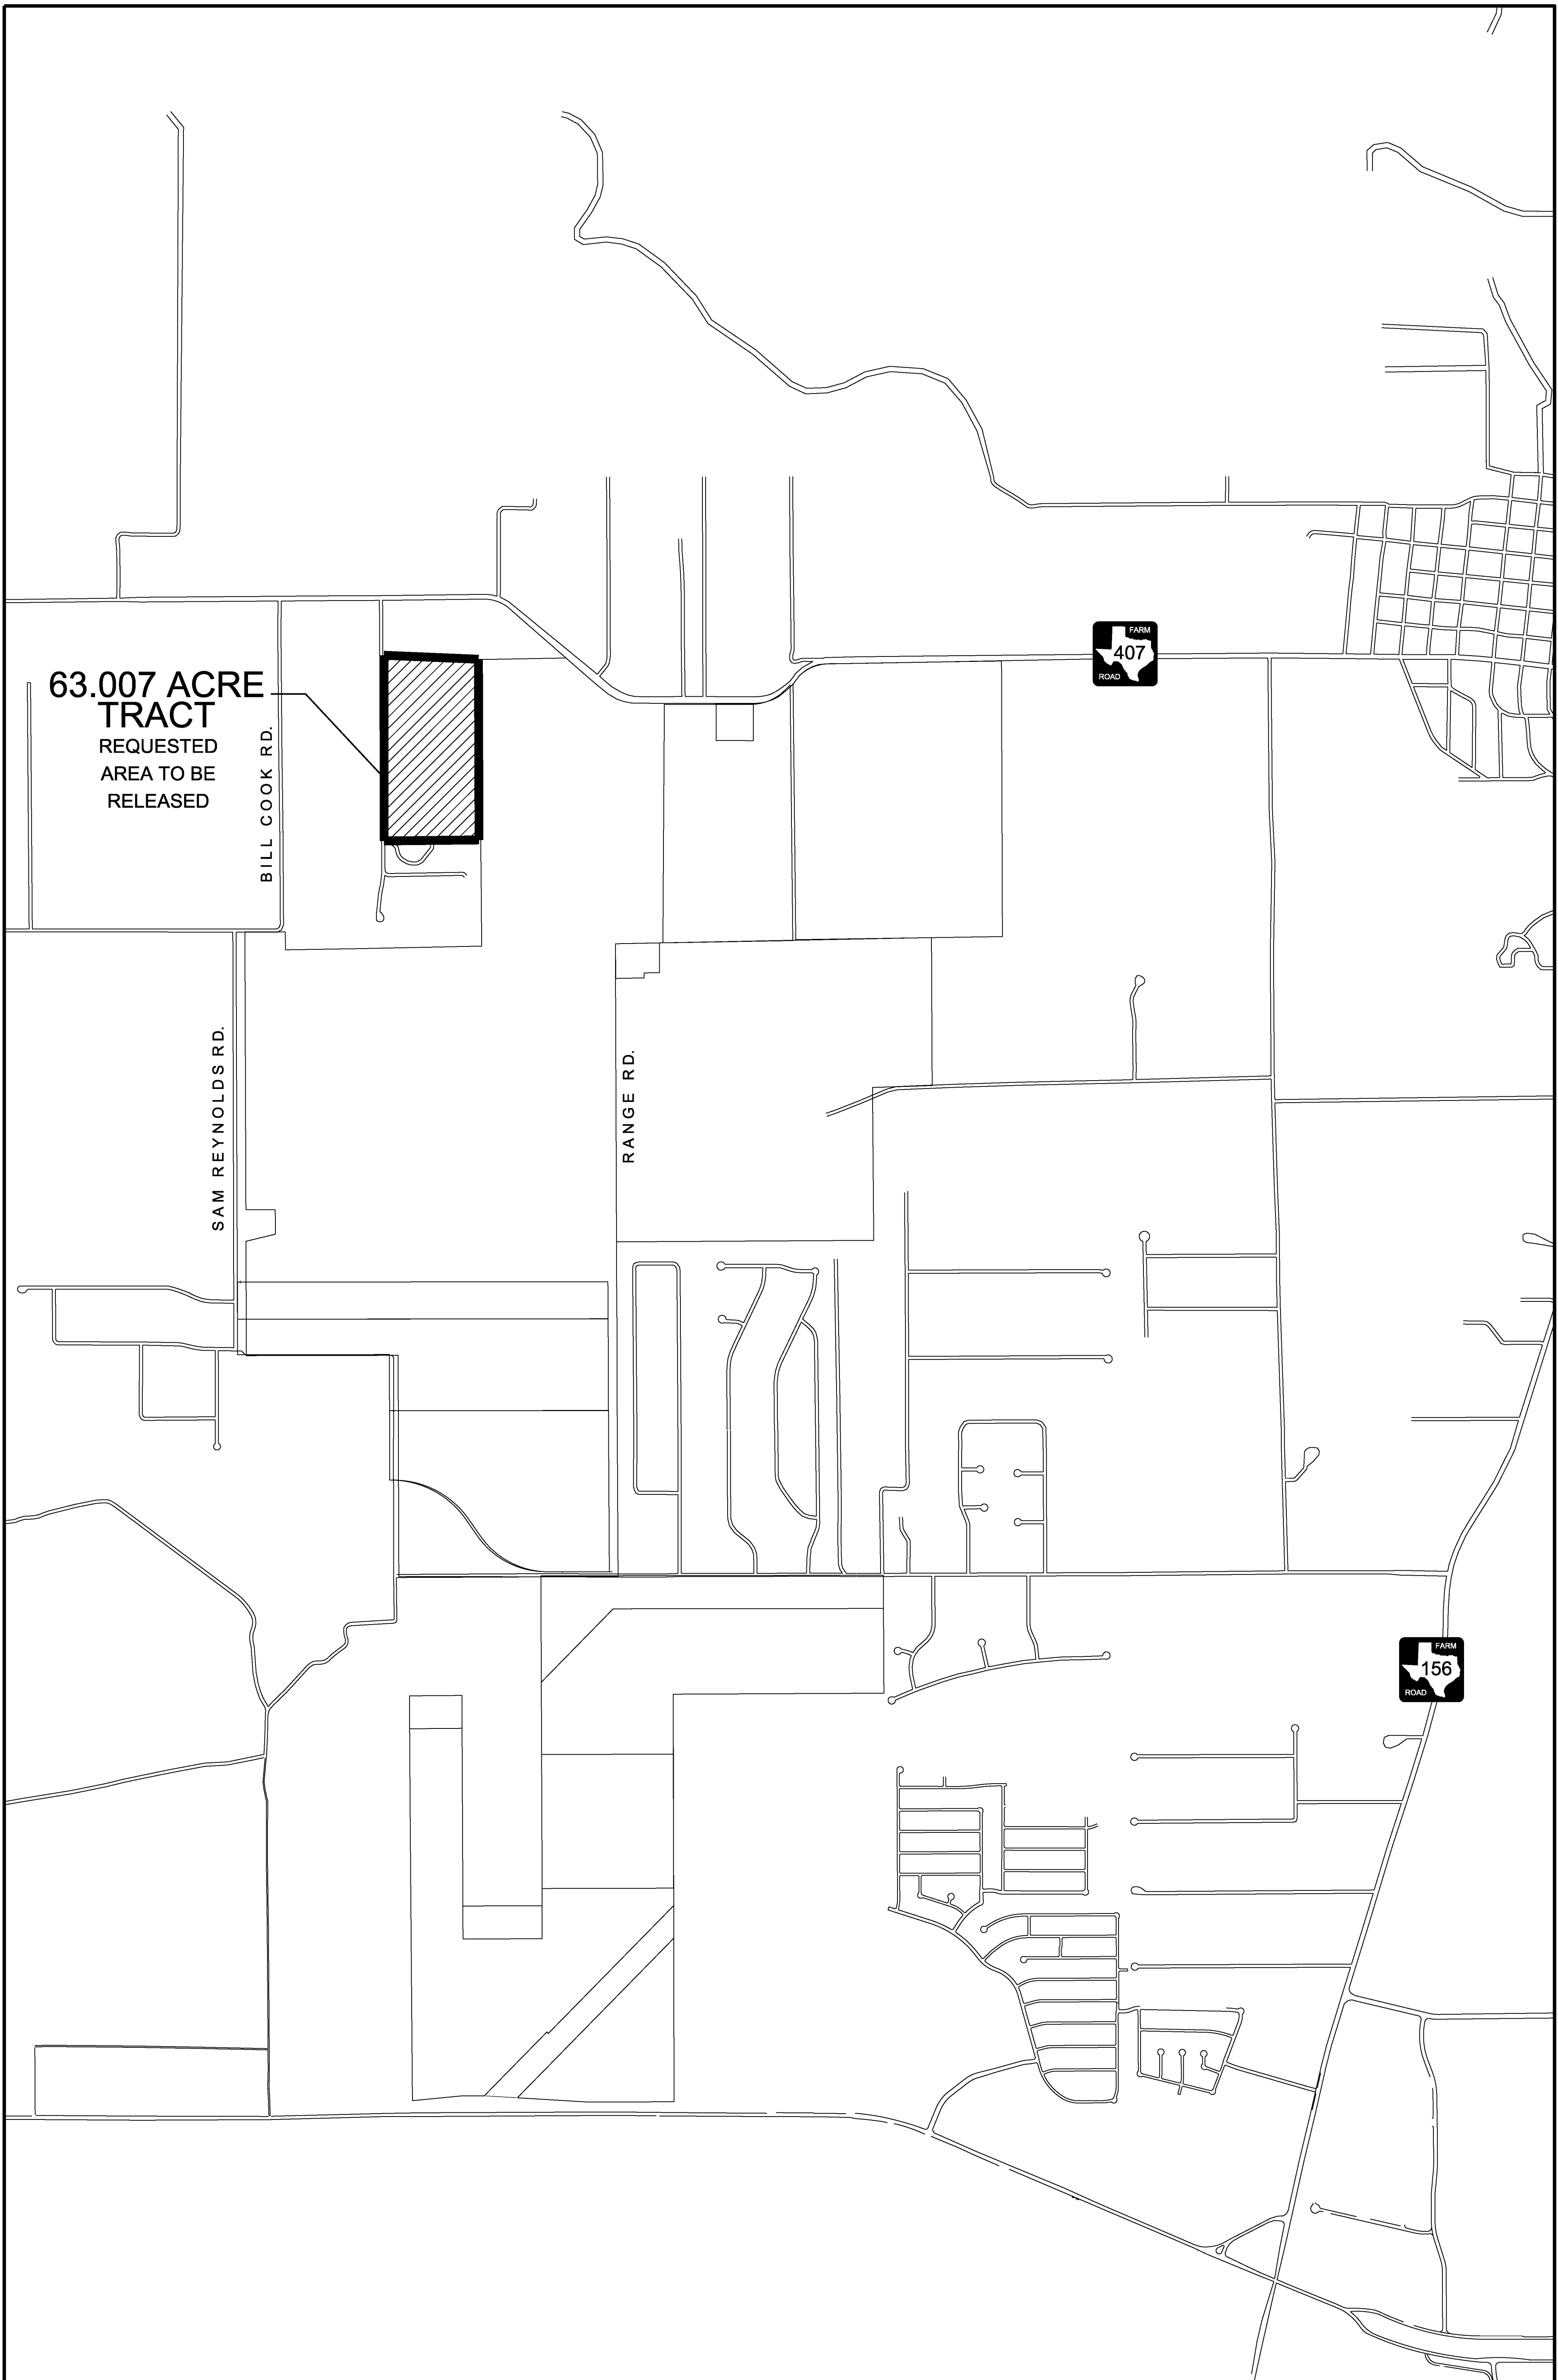 FARM
407
ROAD
63.007 ACRE
TRACT
REQUESTED
AREA TO BE
RELEASED
BILL COOK RD.
SAM REYNOLDS RD.
RANGE RD.
FARM
156
ROAD